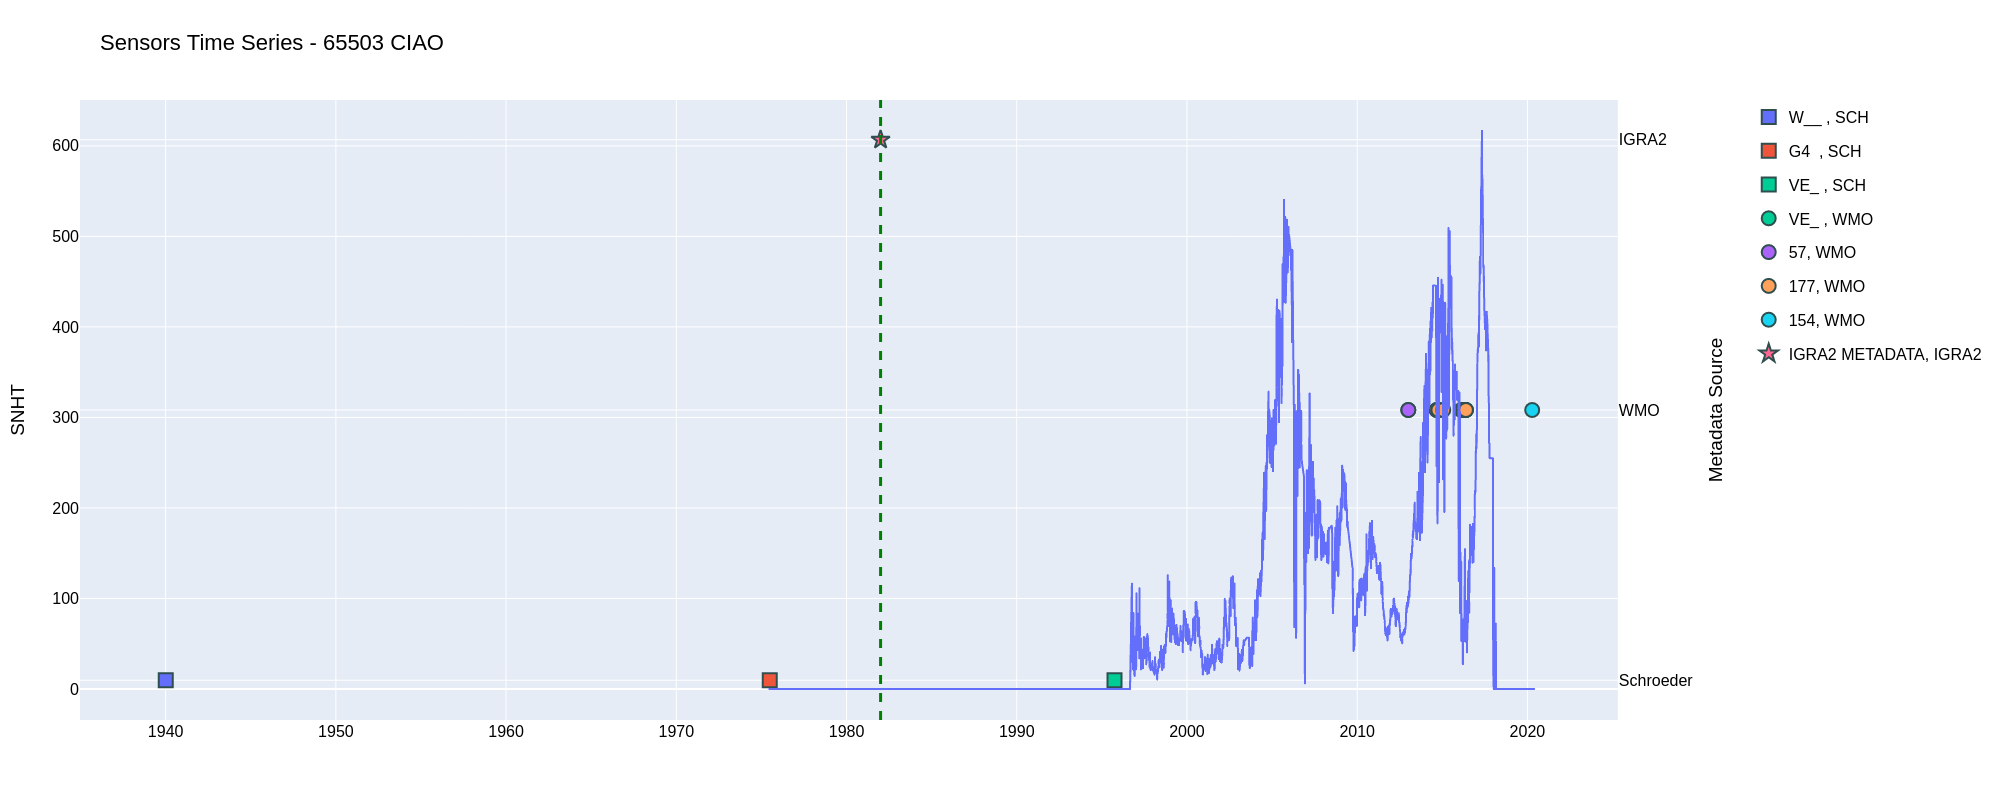 Sensors Time Series - 65503 CIAO
SNHT
600
500
400
300
200
100
0
1940
1950
1960
1970
1980
1990
2000
2010
2020
IGRA2
WMO
Schroeder
Metadata Source
W__ , SCH
G4  , SCH
VE_ , SCH
VE_ , WMO
57, WMO
177, WMO
154, WMO
IGRA2 METADATA, IGRA2